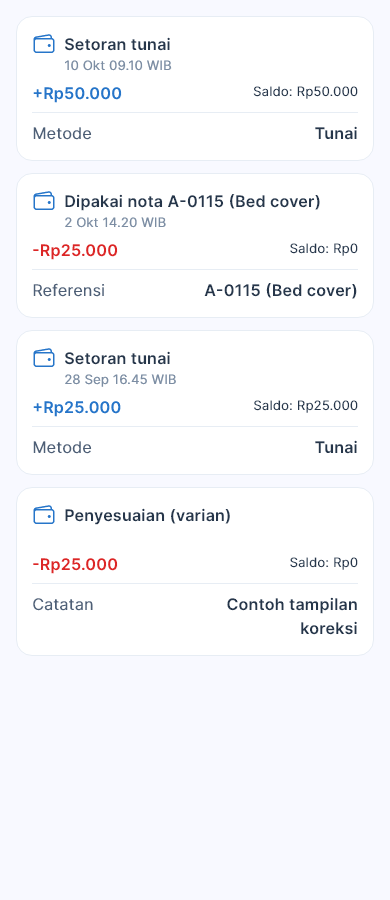 Setoran tunai
10 Okt 09.10 WIB
+Rp50.000 Saldo: Rp50.000
Metode Tunai
Dipakai nota A-0115 (Bed cover)
2 Okt 14.20 WIB
-Rp25.000 Saldo: Rp0
Referensi A-0115 (Bed cover)
Setoran tunai
28 Sep 16.45 WIB
+Rp25.000 Saldo: Rp25.000
Metode Tunai
Penyesuaian (varian)
-Rp25.000 Saldo: Rp0
Catatan Contoh tampilan
koreksi